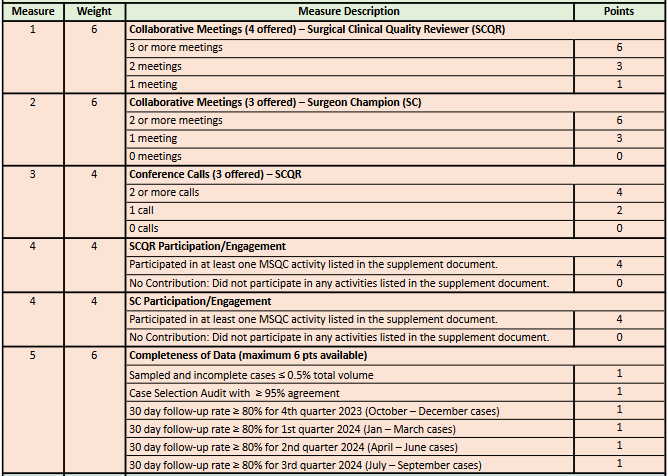 Measure Weight Measure Description Points
1 6 Collaborative Meetings (4 offered) – Surgical Clinical Quality Reviewer (SCQR)
3 or more meetings 6
2 meetings 3
1 meeting 1
2 6 Collaborative Meetings (3 offered) – Surgeon Champion (SC)
2 or more meetings 6
1 meeting 3
0 meetings 0
3 4 Conference Calls (3 offered) – SCQR
2 or more calls 4
1 call 2
0 calls 0
4 4 SCQR Participation/Engagement
Participated in at least one MSQC activity listed in the supplement document. 4
No Contribution: Did not participate in any activities listed in the supplement document. 0
4 4 SC Participation/Engagement
Participated in at least one MSQC activity listed in the supplement document. 4
No Contribution: Did not participate in any activities listed in the supplement document. 0
5 6 Completeness of Data (maximum 6 pts available)
Sampled and incomplete cases ≤ 0.5% total volume 1
Case Selection Audit with ≥ 95% agreement 1
30 day follow-up rate ≥ 80% for 4th quarter 2023 (October – December cases) 1
30 day follow-up rate ≥ 80% for 1st quarter 2024 (Jan – March cases) 1
30 day follow-up rate ≥ 80% for 2nd quarter 2024 (April – June cases) 1
30 day follow-up rate ≥ 80% for 3rd quarter 2024 (July – September cases) 1